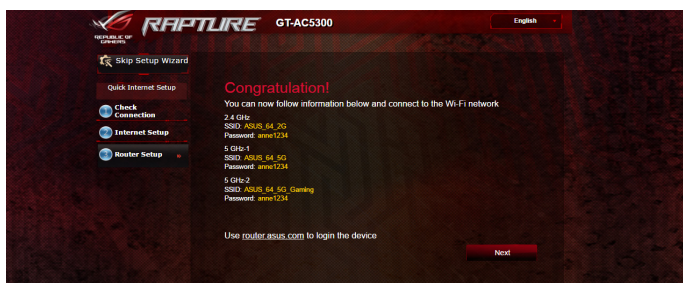 REPUBLIC OF
GAMERS
RAPTURE
GT-AC5300
English
Skip Setup Wizard
Quick Internet Setup
Check
Connection
Internet Setup
Router Setup
Congratulation!
You can now follow information below and connect to the Wi-Fi network
2.4 GHz
SSID: ASUS_64_2G
Password: anne1234
5 GHz-1
SSID: ASUS_64_5G
Password: anne1234
5 GHz-2
SSID: ASUS_64_5G_Gaming
Password: anne1234
Use router.asus.com to login the device
Next